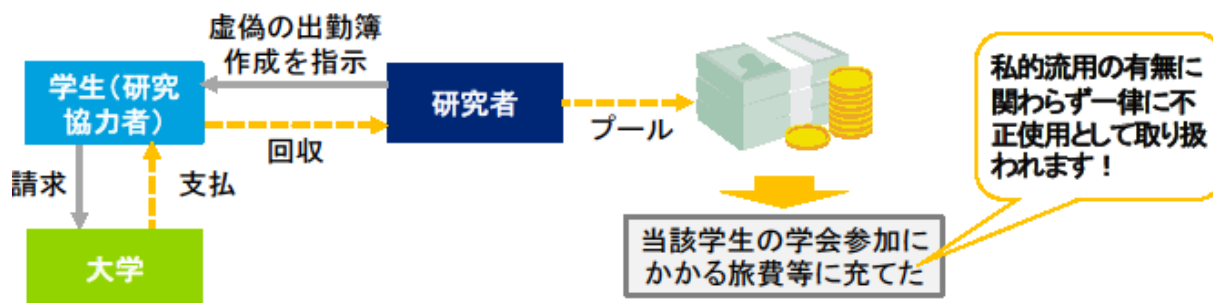 虚偽の出勤簿
作成を指示
学生(研究
協力者)
研究者
回収
プール
請求
支払
大学
当該学生の学会参加に
かかる旅費等に充てた
私的流用の有無に
関わらず一律に不
正使用として取り扱
われます!